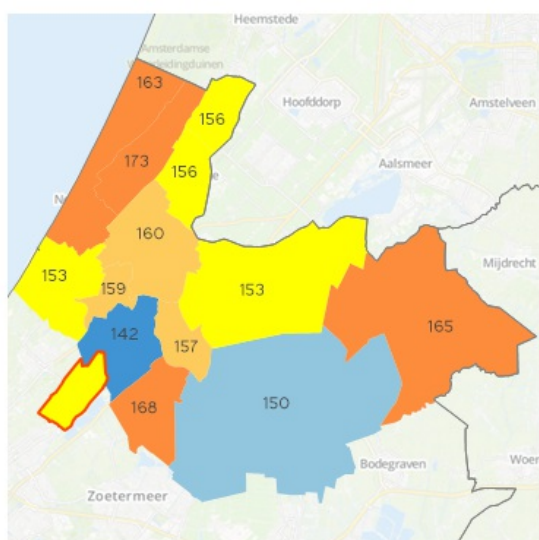 Heemstede
163
Amsterdamse
Waterleidingduinen
Hoofddorp
156
Amstelveen
173
156
Aalsmeer
160
Mijdrecht
153
159
153
142
157
165
168
150
Bodegraven
Zoetermeer